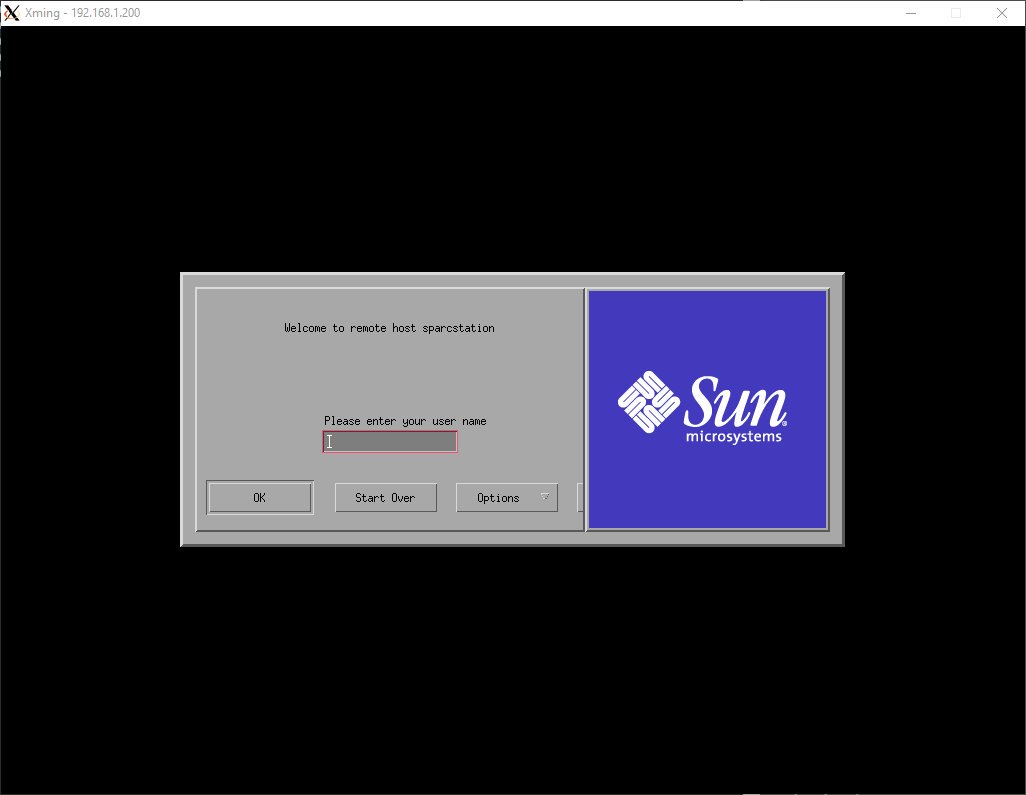 Xming - 192.168.1.200
Welcome to remote host sparcstation
Please enter your user name
OK
Start Over
Options
Sun
microsystems